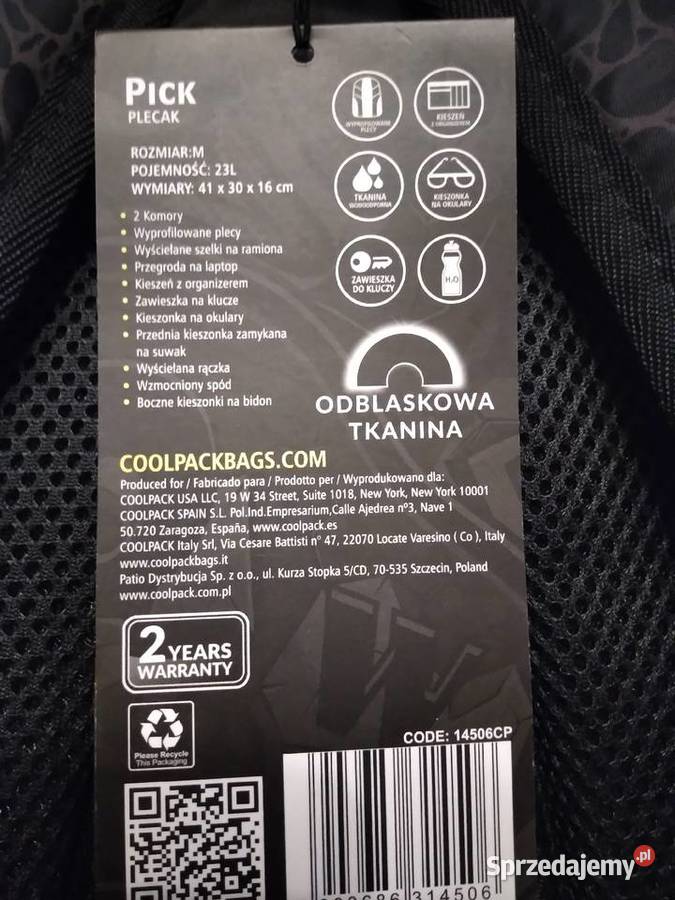 PICK
PLECAK
ROZMIAR:M
POJEMNOŚĆ: 23L
WYMIARY: 41 x 30 x 16 cm
2 Komory
Wyprofilowane plecy
Wyściełane szelki na ramiona
Przegroda na laptop
Kieszeń z organizerem
Zawieszka na klucze
Kieszonka na okulary
Przednia kieszonka zamykana
na suwak
Wyściełana rączka
Wzmocniony spód
Boczne kieszonki na bidon
WYPROFILOWANE
PLECY
KIESZEŃ
Z ORGANIZEREM
TKANINA
WODOODPORNA
KIESZONKA
NA OKULARY
ZAWIESZKA
DO KLUCZY
H₂O
ODBLASKOWA
TKANINA
COOLPACKBAGS.COM
Produced for / Fabricado para / Prodotto per / Wyprodukowano dla:
COOLPACK USA LLC, 19 W 34 Street, Suite 1018, New York, New York 10001
COOLPACK SPAIN S.L. Pol.Ind.Empresarium,Calle Ajedrea nº3, Nave 1
50.720 Zaragoza, España, www.coolpack.es
COOLPACK Italy Srl, Via Cesare Battisti n° 47, 22070 Locate Varesino ( Co ), Italy
www.coolpackbags.it
Patio Dystrybucja Sp. z o.o., ul. Kurza Stopka 5/CD, 70-535 Szczecin, Poland
www.coolpack.com.pl
2 YEARS
WARRANTY
Please Recycle
This Packaging
CODE: 14506CP
314506
Sprzedajemy.pl